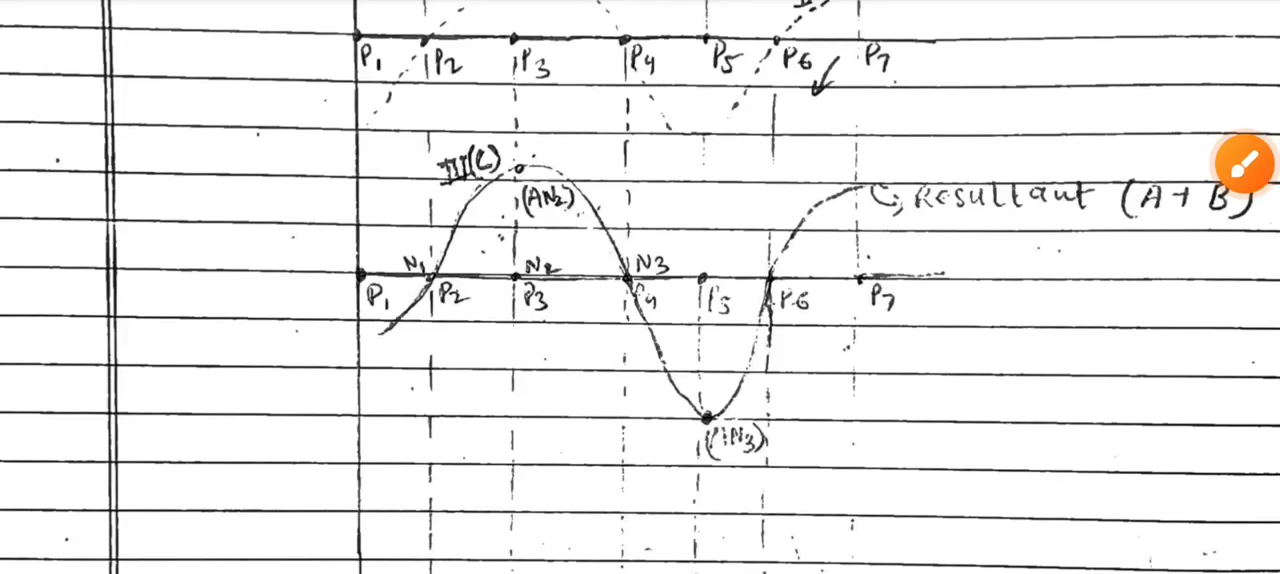 P1 P2 P3 P4 P5 P6 P7
III(C)
(AN2)
C, Resultant (A+B)
N1 N2 N3
P1 P2 P3 P4 P5 P6 P7
(AN3)